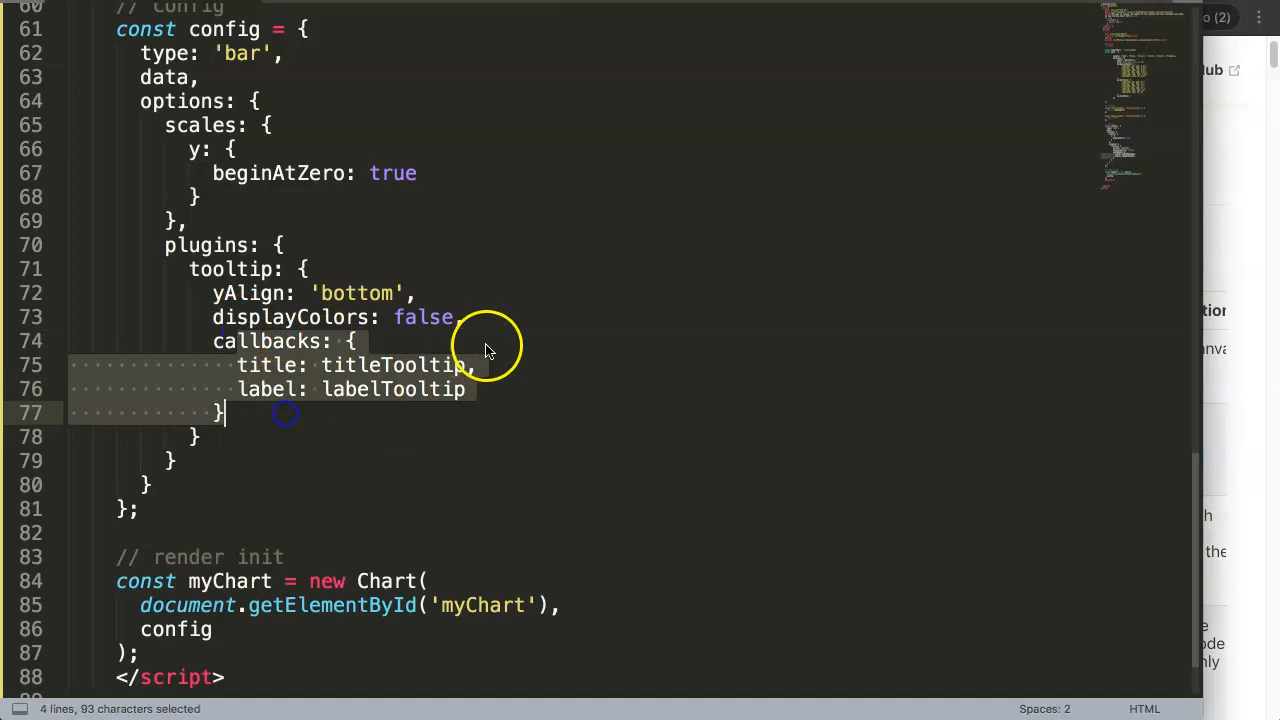 60 // config
61 const config = {
62 type: 'bar',
63 data,
64 options: {
65 scales: {
66 y: {
67 beginAtZero: true
68 }
69 },
70 plugins: {
71 tooltip: {
72 yAlign: 'bottom',
73 displayColors: false,
74 callbacks: {
75 title: titleTooltip,
76 label: labelTooltip
77 }
78 }
79 }
80 }
81 };
82
83 // render init
84 const myChart = new Chart(
85 document.getElementById('myChart'),
86 config
87 );
88 </script>
4 lines, 93 characters selected
Spaces: 2
HTML
(2)
the